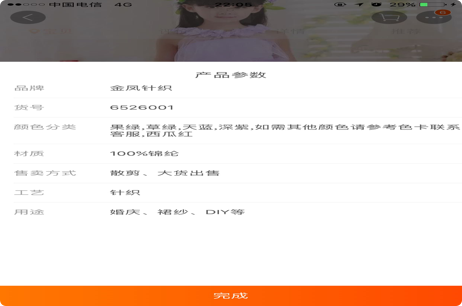 中国电信 4G 22:05 29%
6
产品参数
品牌 金凤针织
货号 6526001
颜色分类 果绿,草绿,天蓝,深紫,如需其他颜色请参考色卡联系
客服,西瓜红
材质 100%锦纶
售卖方式 散剪、大货出售
工艺 针织
用途 婚庆、裙纱、DIY等
完成